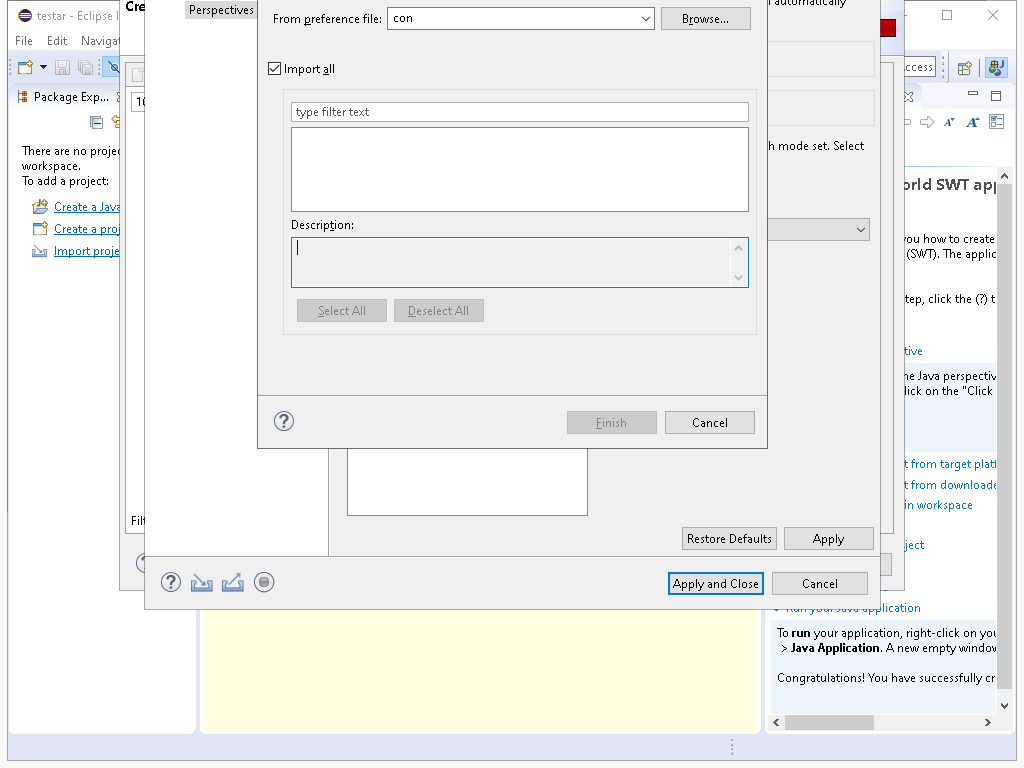 testar - Eclipse I
Cre
File Edit Navigat
Perspectives
From preference file: con Browse...
automatically
Import all
ccess
Package Exp...
type filter text
There are no projec
workspace.
To add a project:
Create a Java
Create a proj
Import proje
10
h mode set. Select
Description:
Select All Deselect All
Finish Cancel
orld SWT app
you how to create
(SWT). The applic
tep, click the (?) t
tive
he Java perspectiv
lick on the "Click
t from target platf
t from downloade
in workspace
ject
Filt
Restore Defaults Apply
Apply and Close Cancel
Run your Java application
To run your application, right-click on you
> Java Application. A new empty window
Congratulations! You have successfully cr